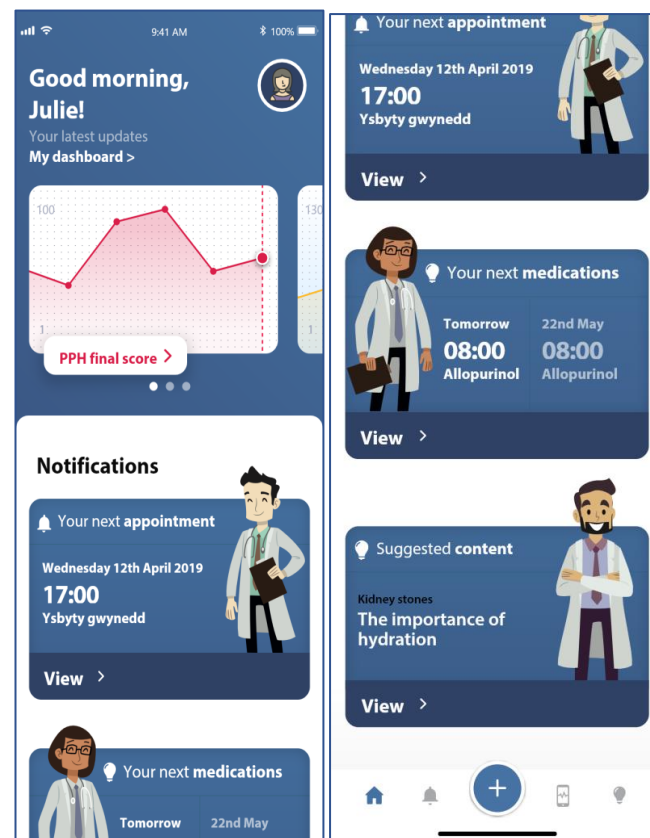 9:41 AM
100%
Good morning,
Julie!
Your latest updates
My dashboard >
100
130
1
1
PPH final score >
Notifications
Your next appointment
Wednesday 12th April 2019
17:00
Ysbyty gwynedd
View >
Your next medications
Tomorrow 22nd May
Your next appointment
Wednesday 12th April 2019
17:00
Ysbyty gwynedd
View >
Your next medications
Tomorrow 22nd May
08:00 08:00
Allopurinol Allopurinol
View >
Suggested content
Kidney stones
The importance of
hydration
View >